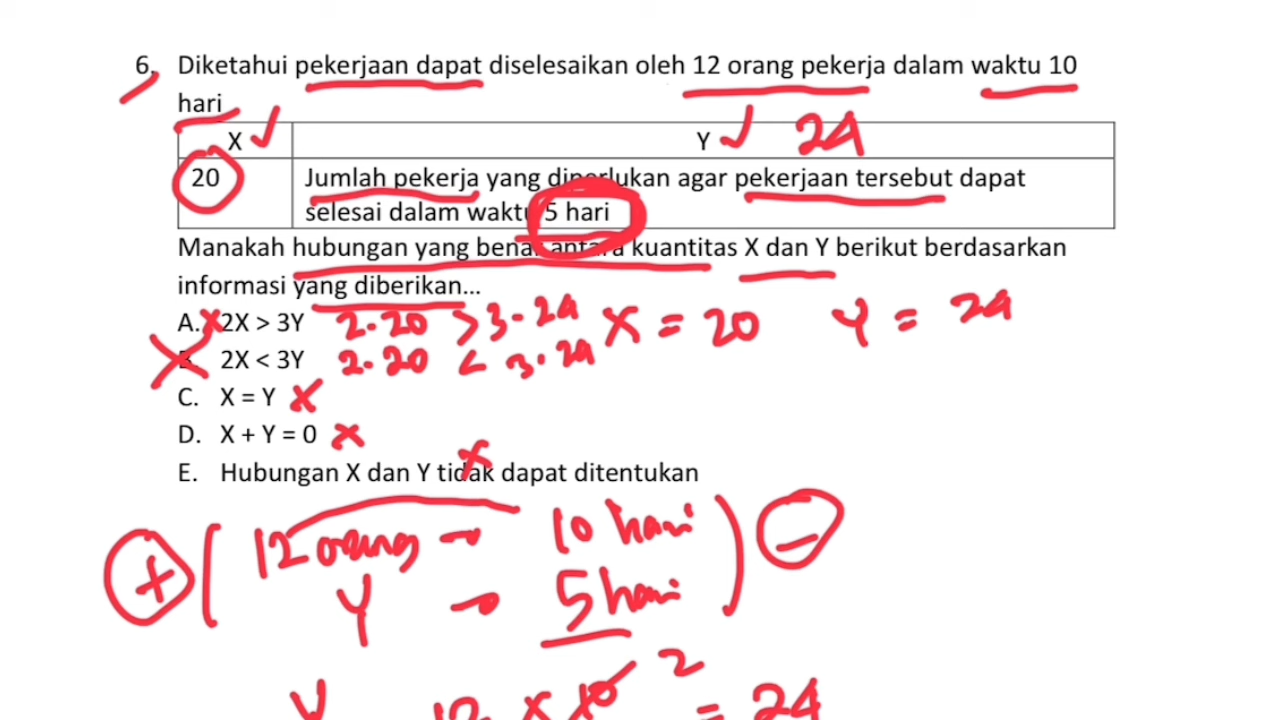 6. Diketahui pekerjaan dapat diselesaikan oleh 12 orang pekerja dalam waktu 10
hari
X Y 24
20 Jumlah pekerja yang diperlukan agar pekerjaan tersebut dapat
selesai dalam waktu 5 hari
Manakah hubungan yang benar antara kuantitas X dan Y berikut berdasarkan
informasi yang diberikan...
A. 2X > 3Y 2.20 > 3.24 X = 20 Y = 24
B. 2X < 3Y 2.20 < 3.24
C. X = Y
D. X + Y = 0
E. Hubungan X dan Y tidak dapat ditentukan
+ ( 12 orang → 10 hari ) −
Y → 5 hari
2
Y 12 x 10 = 24